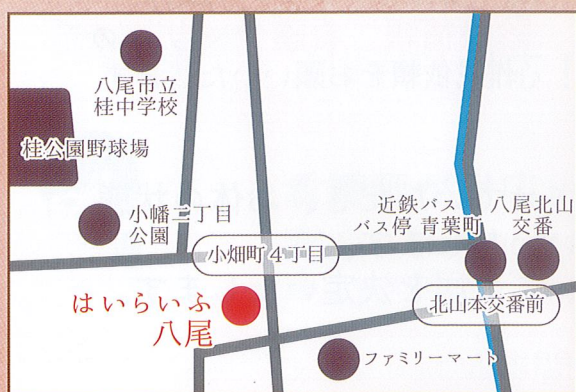 八尾市立
桂中学校
桂公園野球場
小幡二丁目
公園
近鉄バス
バス停 青葉町
八尾北山
交番
小畑町4丁目
はいらいふ
八尾
北山本交番前
ファミリーマート